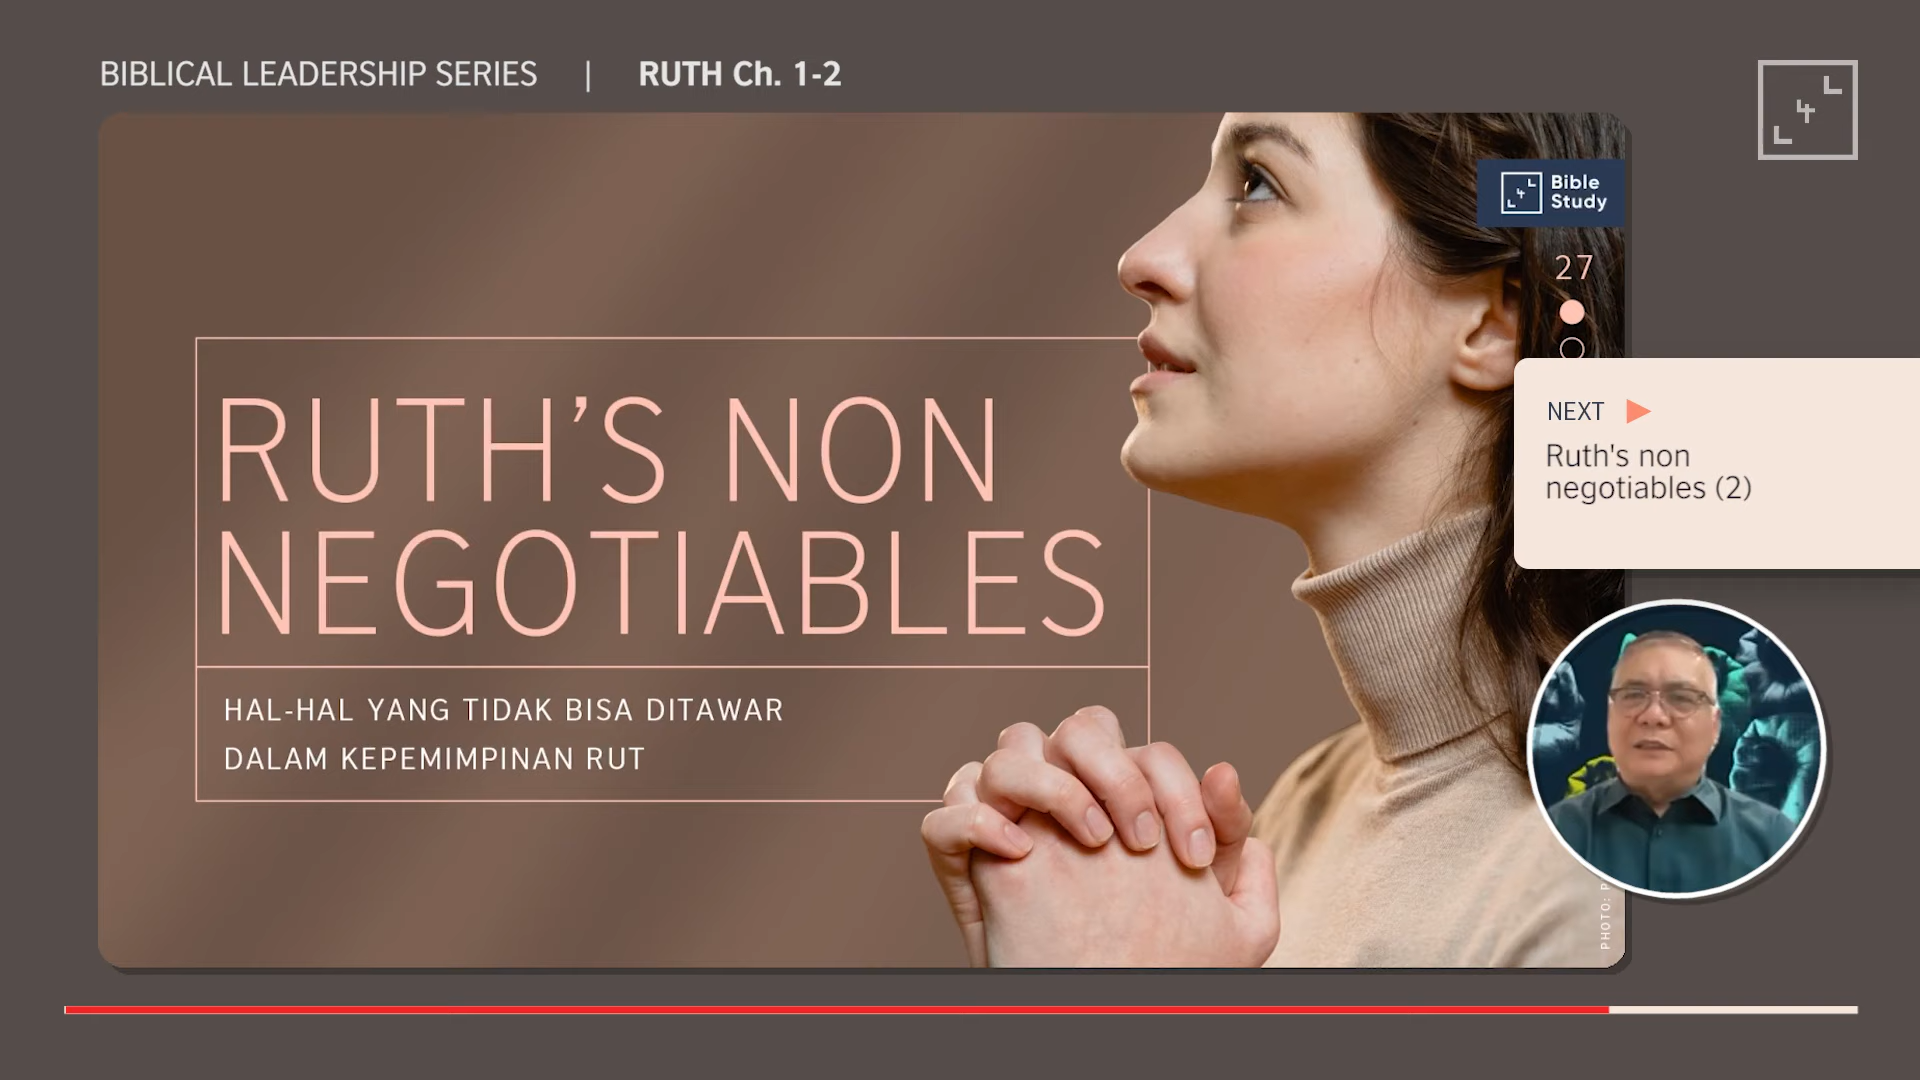 BIBLICAL LEADERSHIP SERIES | RUTH Ch. 1-2
Bible
Study
27
RUTH’S NON
NEGOTIABLES
HAL-HAL YANG TIDAK BISA DITAWAR
DALAM KEPEMIMPINAN RUT
NEXT
Ruth's non
negotiables (2)
PHOTO: